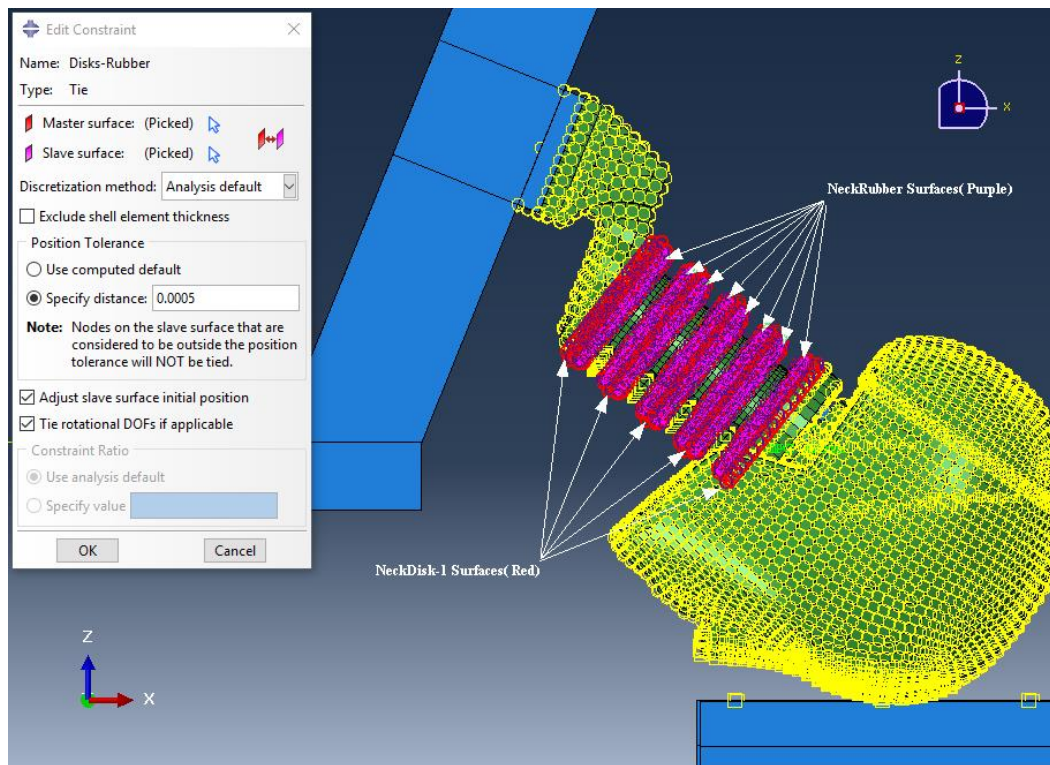 Edit Constraint
Name: Disks-Rubber
Type: Tie
Master surface: (Picked)
Slave surface: (Picked)
Discretization method: Analysis default
Exclude shell element thickness
Position Tolerance
Use computed default
Specify distance: 0.0005
Note: Nodes on the slave surface that are
considered to be outside the position
tolerance will NOT be tied.
Adjust slave surface initial position
Tie rotational DOFs if applicable
Constraint Ratio
Use analysis default
Specify value
OK Cancel
z
x
NeckRubber Surfaces( Purple)
NeckDisk-1 Surfaces( Red)
Z
X